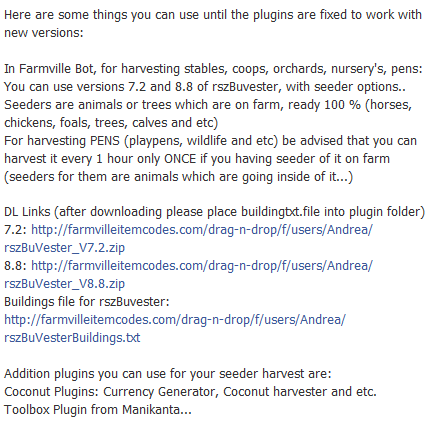 Here are some things you can use until the plugins are fixed to work with
new versions:
In Farmville Bot, for harvesting stables, coops, orchards, nursery's, pens:
You can use versions 7.2 and 8.8 of rszBuvester, with seeder options..
Seeders are animals or trees which are on farm, ready 100 % (horses,
chickens, foals, trees, calves and etc)
For harvesting PENS (playpens, wildlife and etc) be advised that you can
harvest it every 1 hour only ONCE if you having seeder of it on farm
(seeders for them are animals which are going inside of it...)
DL Links (after downloading please place buildingtxt.file into plugin folder)
7.2: http://farmvilleitemcodes.com/drag-n-drop/f/users/Andrea/
rszBuVester_V7.2.zip
8.8: http://farmvilleitemcodes.com/drag-n-drop/f/users/Andrea/
rszBuVester_V8.8.zip
Buildings file for rszBuvester:
http://farmvilleitemcodes.com/drag-n-drop/f/users/Andrea/
rszBuVesterBuildings.txt
Addition plugins you can use for your seeder harvest are:
Coconut Plugins: Currency Generator, Coconut harvester and etc.
Toolbox Plugin from Manikanta...